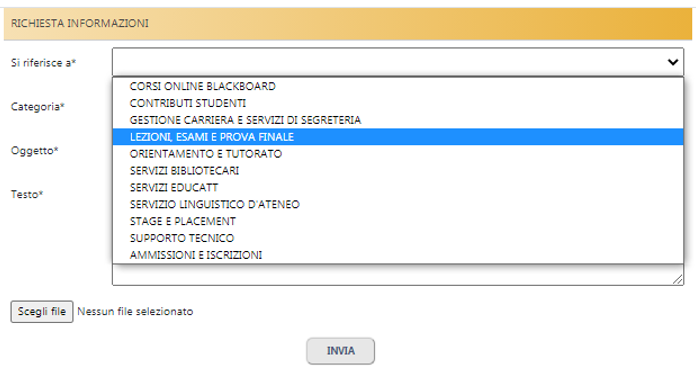 RICHIESTA INFORMAZIONI
Si riferisce a*
CORSI ONLINE BLACKBOARD
Categoria*
CONTRIBUTI STUDENTI
GESTIONE CARRIERA E SERVIZI DI SEGRETERIA
LEZIONI, ESAMI E PROVA FINALE
Oggetto*
ORIENTAMENTO E TUTORATO
SERVIZI BIBLIOTECARI
SERVIZI EDUCATT
Testo*
SERVIZIO LINGUISTICO D'ATENEO
STAGE E PLACEMENT
SUPPORTO TECNICO
AMMISSIONI E ISCRIZIONI
Scegli file Nessun file selezionato
INVIA